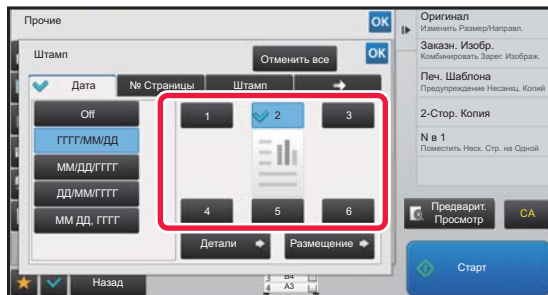 Прочие
OK
Штамп
Отменить все
OK
Дата
№ Страницы
Штамп
Off
ГГГГ/ММ/ДД
ММ/ДД/ГГГГ
ДД/ММ/ГГГГ
ММ ДД, ГГГГ
1
2
3
4
5
6
Детали
Размещение
Назад
3 B4
4 A3
Оригинал
Изменить Размер/Направл.
Заказн. Изобр.
Комбинировать Зарег. Изображ.
Печ. Шаблона
Предупреждение Несанкц. Копий
2-Стор. Копия
N в 1
Поместить Неск. Стр. на Одной
Предварит.
Просмотр
CA
Старт